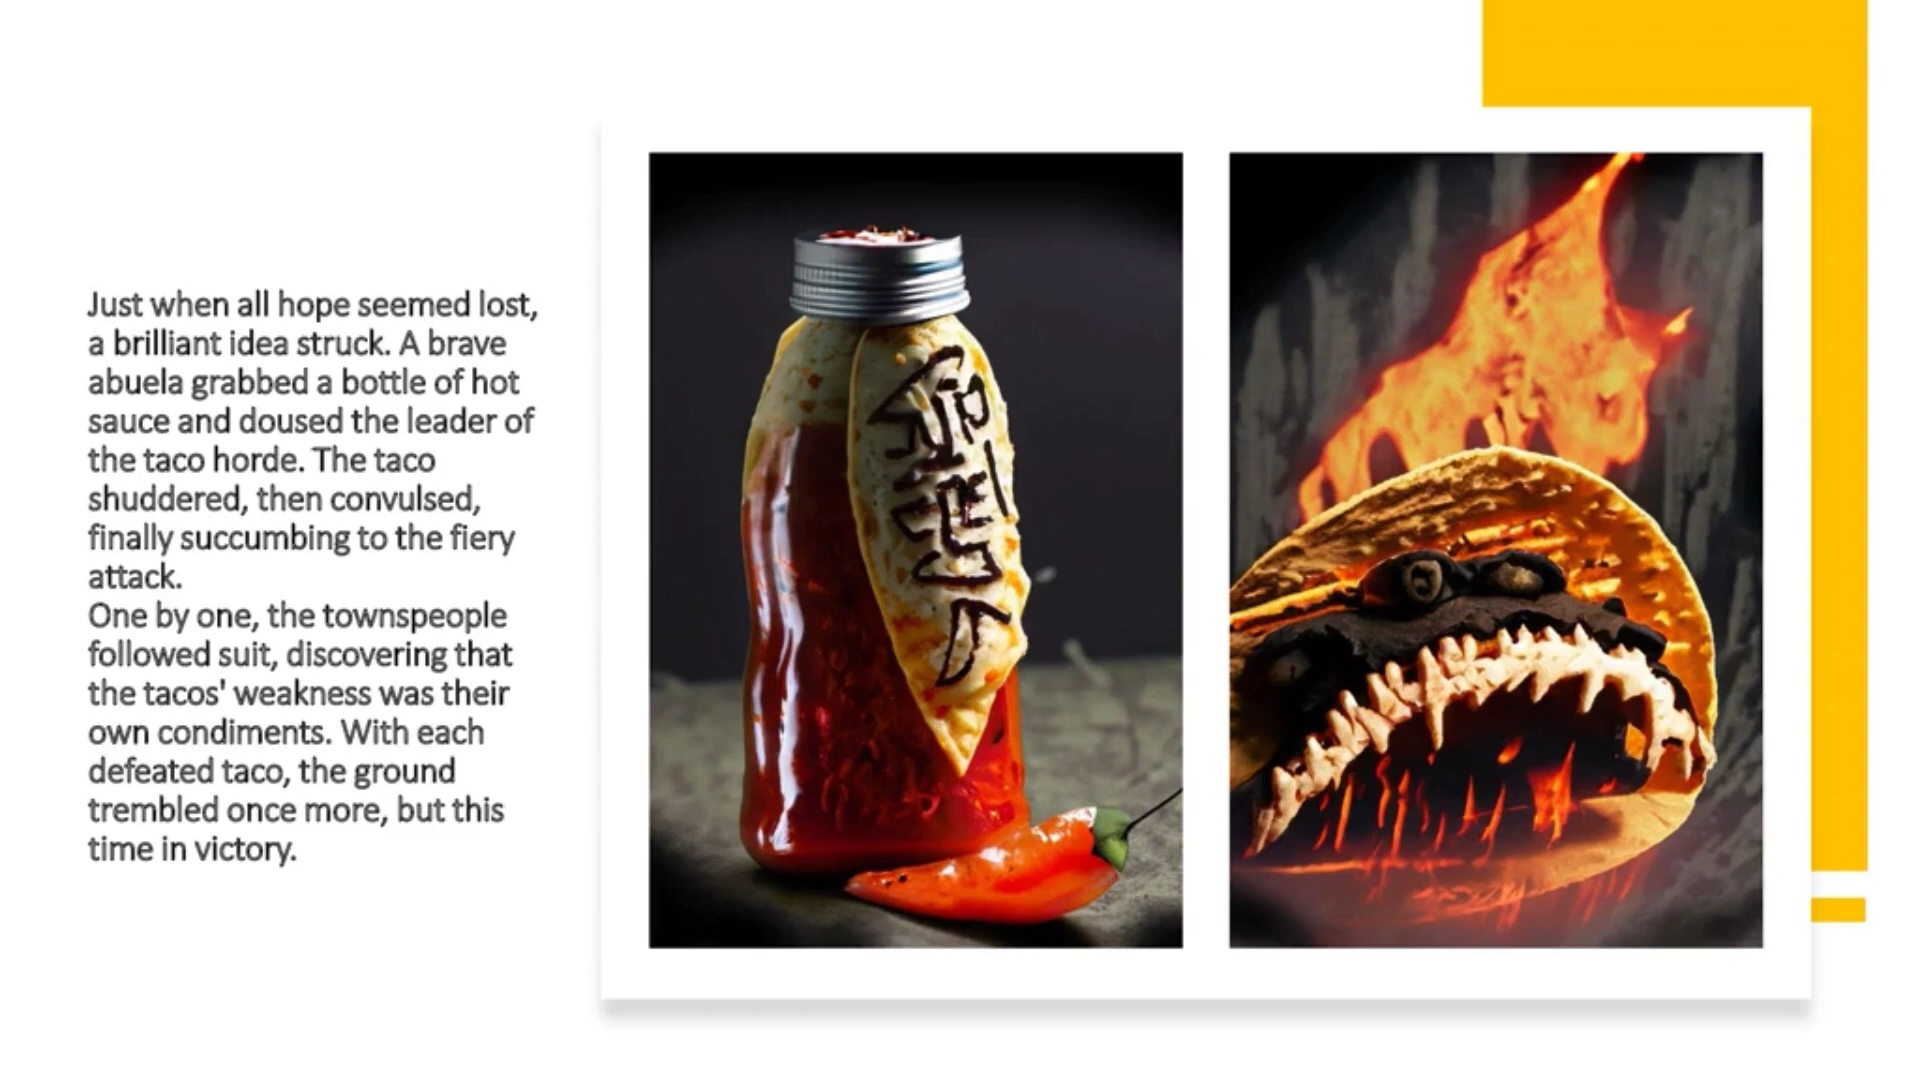 Just when all hope seemed lost,
a brilliant idea struck. A brave
abuela grabbed a bottle of hot
sauce and doused the leader of
the taco horde. The taco
shuddered, then convulsed,
finally succumbing to the fiery
attack.
One by one, the townspeople
followed suit, discovering that
the tacos' weakness was their
own condiments. With each
defeated taco, the ground
trembled once more, but this
time in victory.